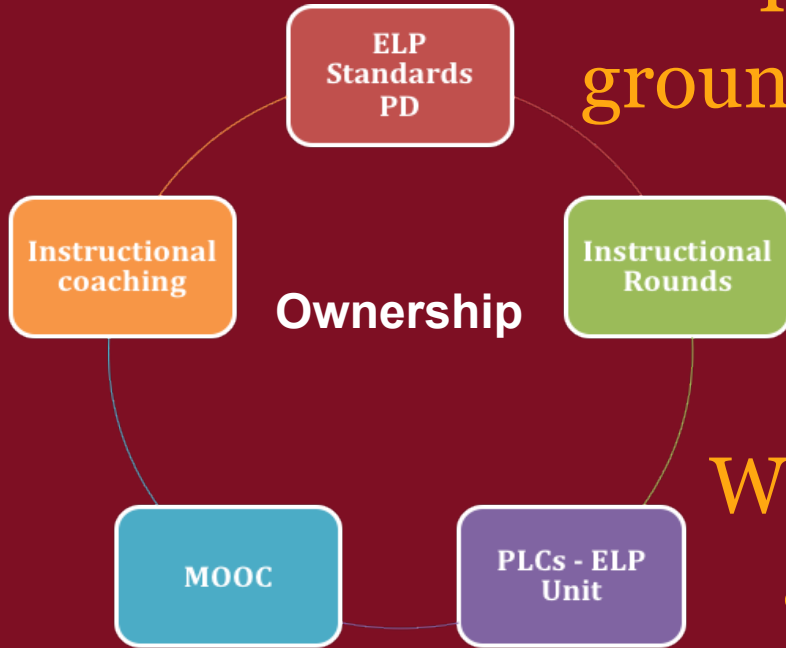 ELP
Standards
PD
groun
Instructional
coaching
Instructional
Rounds
Ownership
W
MOOC
PLCs - ELP
Unit